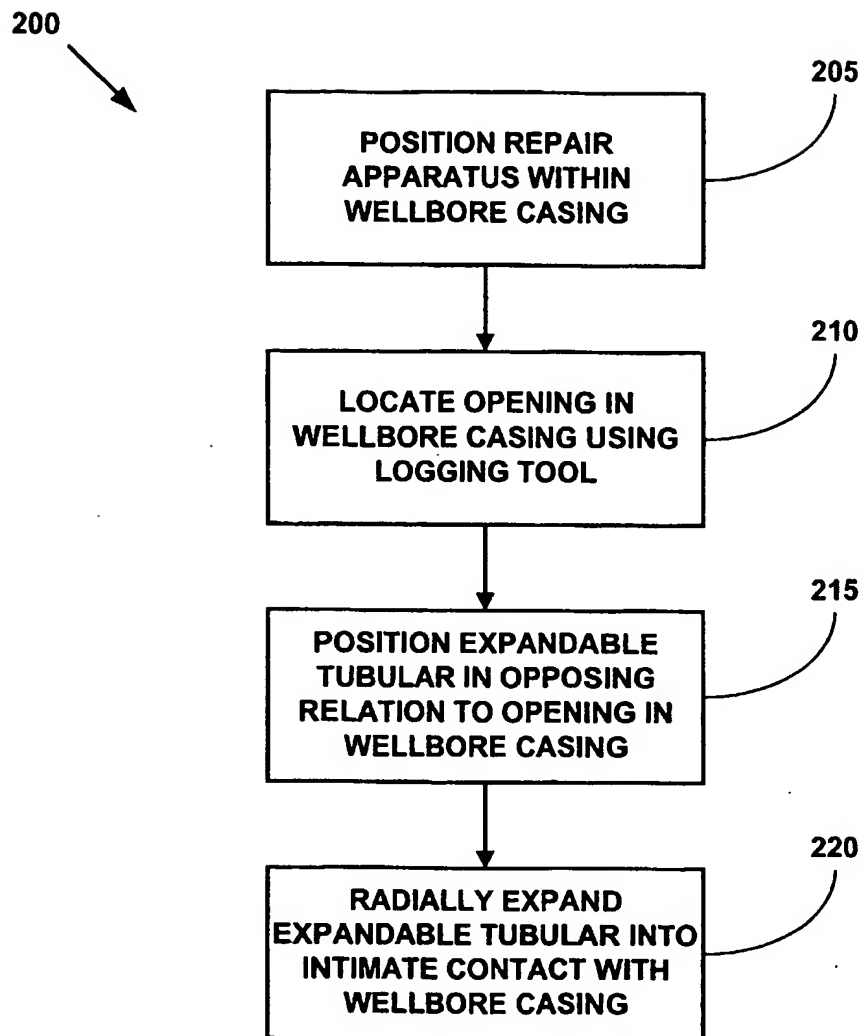 200
205
POSITION REPAIR
APPARATUS WITHIN
WELLBORE CASING
210
LOCATE OPENING IN
WELLBORE CASING USING
LOGGING TOOL
215
POSITION EXPANDABLE
TUBULAR IN OPPOSING
RELATION TO OPENING IN
WELLBORE CASING
220
RADIALLY EXPAND
EXPANDABLE TUBULAR INTO
INTIMATE CONTACT WITH
WELLBORE CASING